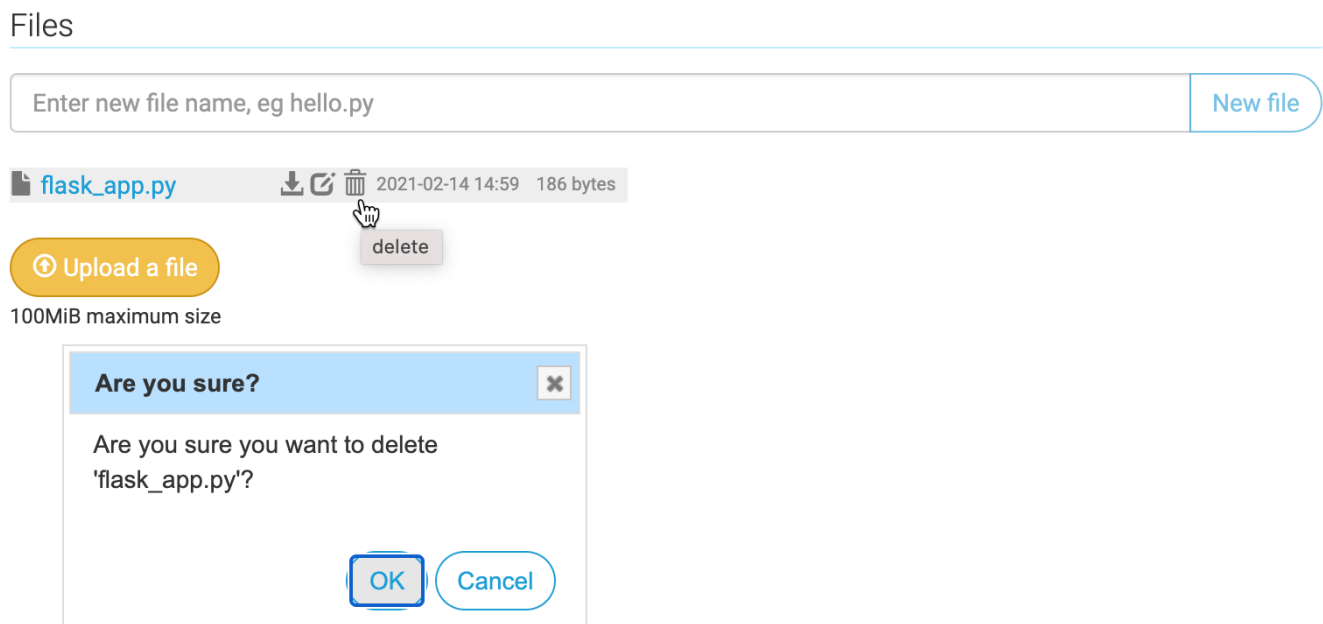 Files
Enter new file name, eg hello.py
New file
flask_app.py 2021-02-14 14:59 186 bytes
delete
Upload a file
100MiB maximum size
Are you sure?
Are you sure you want to delete
'flask_app.py'?
OK Cancel